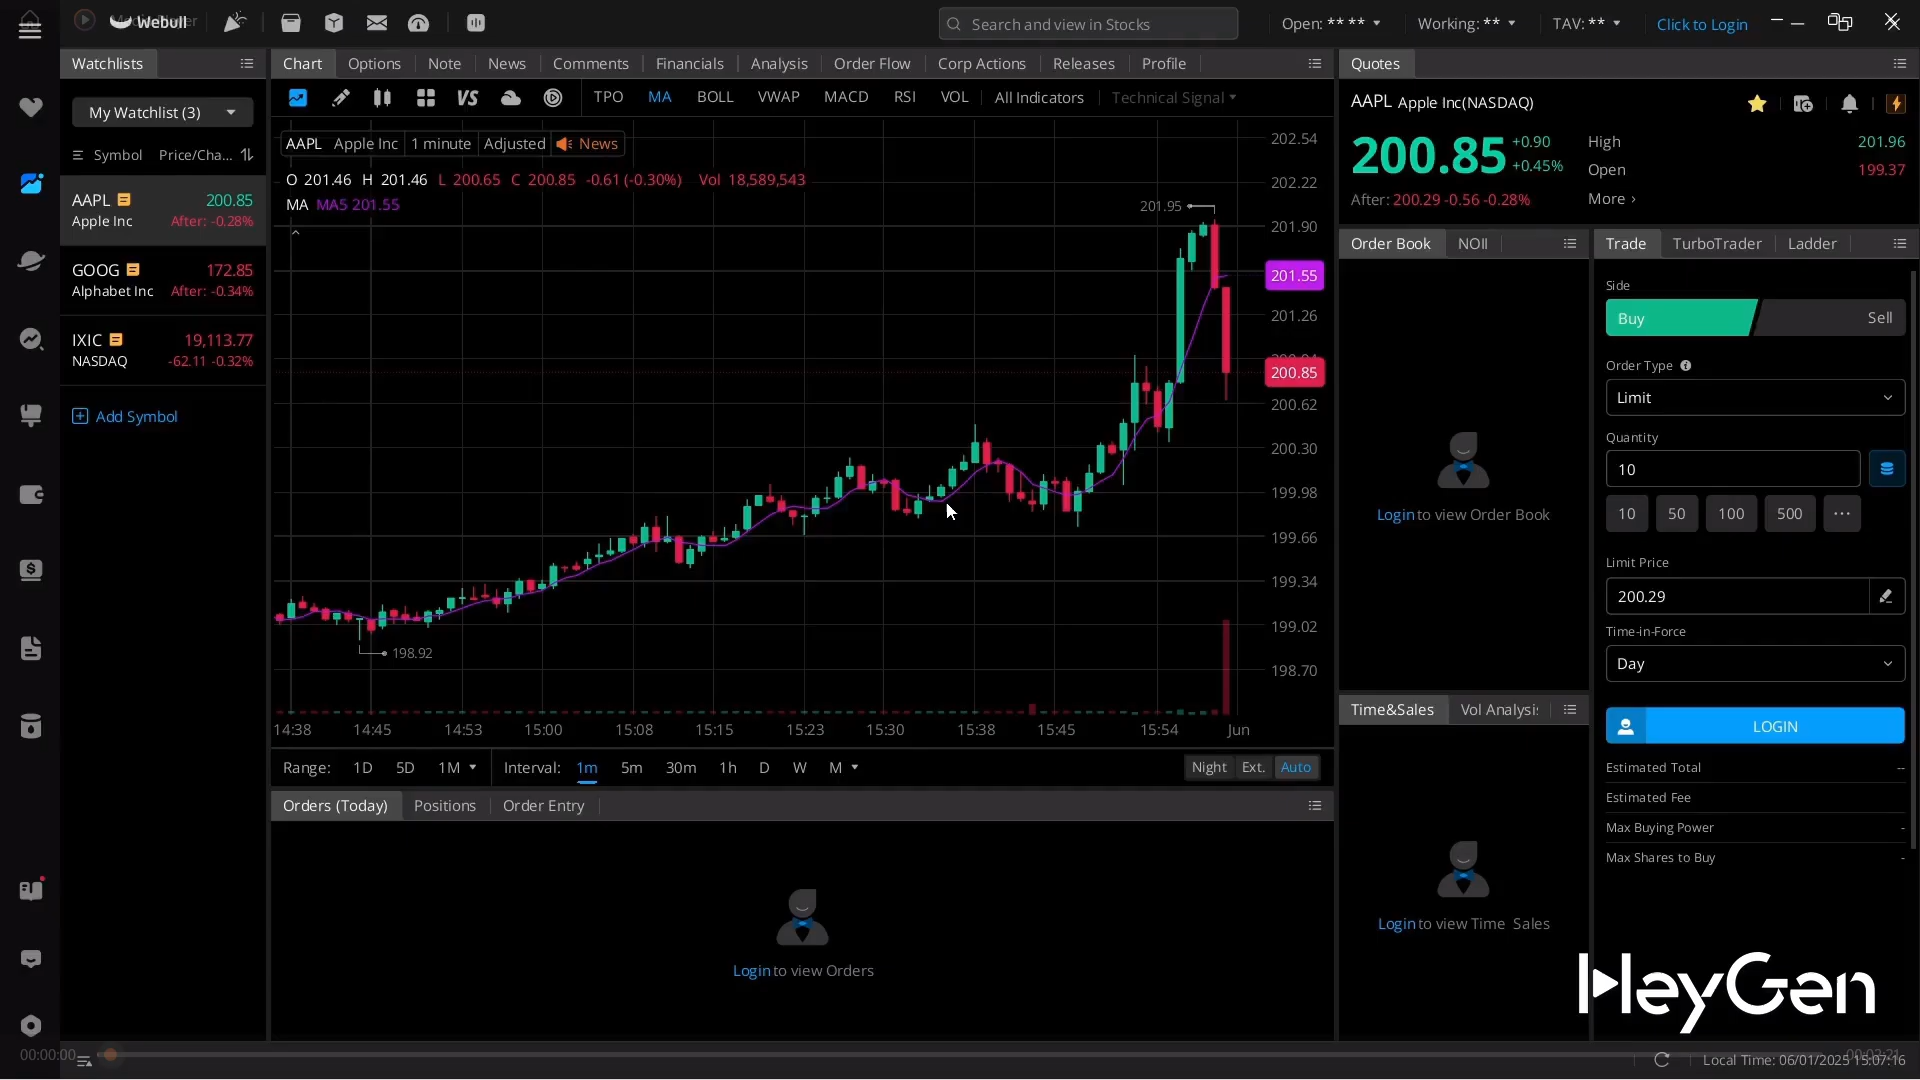 Webull
Search and view in Stocks
Open: ** **
Working: **
TAV: **
Click to Login
Watchlists
Chart
Options
Note
News
Comments
Financials
Analysis
Order Flow
Corp Actions
Releases
Profile
Quotes
My Watchlist (3)
VS
TPO
MA
BOLL
VWAP
MACD
RSI
VOL
All Indicators
Technical Signal
AAPL Apple Inc(NASDAQ)
Symbol
Price/Cha...
AAPL
200.85
Apple Inc
After: -0.28%
GOOG
172.85
Alphabet Inc
After: -0.34%
IXIC
19,113.77
NASDAQ
-62.11 -0.32%
Add Symbol
AAPL Apple Inc 1 minute Adjusted News
O 201.46 H 201.46 L 200.65 C 200.85 -0.61 (-0.30%) Vol 18,589,543
MA MA5 201.55
201.95
198.92
202.54
202.22
201.90
201.55
201.26
200.85
200.62
200.30
199.98
199.66
199.34
199.02
198.70
14:38 14:45 14:53 15:00 15:08 15:15 15:23 15:30 15:38 15:45 15:54 Jun
Range: 1D 5D 1M
Interval: 1m 5m 30m 1h D W M
Night Ext. Auto
Orders (Today)
Positions
Order Entry
Login to view Orders
200.85
+0.90
+0.45%
After: 200.29 -0.56 -0.28%
High 201.96
Open 199.37
More ›
Order Book
NOII
Login to view Order Book
Time&Sales
Vol Analysi
Login to view Time Sales
Trade
TurboTrader
Ladder
Side
Buy
Sell
Order Type
Limit
Quantity
10
10 50 100 500 ...
Limit Price
200.29
Time-in-Force
Day
LOGIN
Estimated Total --
Estimated Fee
Max Buying Power -
Max Shares to Buy -
HeyGen
00:00:00
Local Time: 06/01/2025 15:07:16